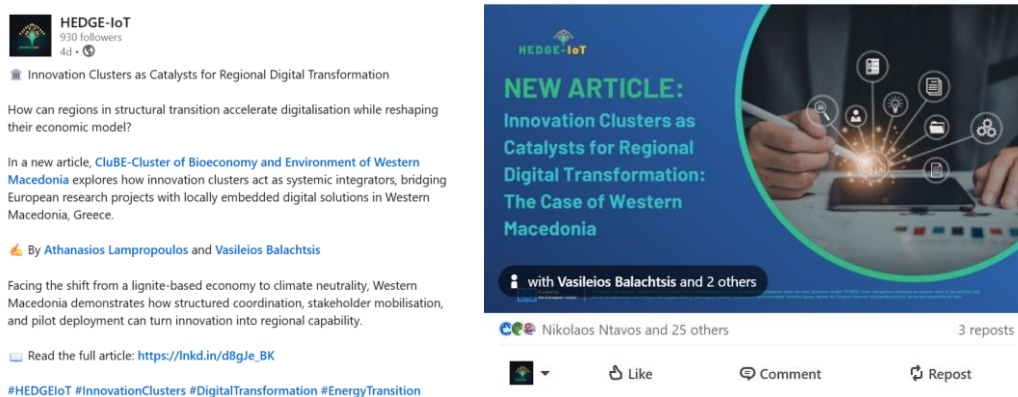 HEDGE-IoT
930 followers
4d •
Innovation Clusters as Catalysts for Regional Digital Transformation
How can regions in structural transition accelerate digitalisation while reshaping
their economic model?
In a new article, CluBE-Cluster of Bioeconomy and Environment of Western
Macedonia explores how innovation clusters act as systemic integrators, bridging
European research projects with locally embedded digital solutions in Western
Macedonia, Greece.
By Athanasios Lampropoulos and Vasileios Balachtsis
Facing the shift from a lignite-based economy to climate neutrality, Western
Macedonia demonstrates how structured coordination, stakeholder mobilisation,
and pilot deployment can turn innovation into regional capability.
Read the full article: https://lnkd.in/d8gJe_BK
#HEDGEIoT #InnovationClusters #DigitalTransformation #EnergyTransition
HEDGE-IoT
NEW ARTICLE:
Innovation Clusters as
Catalysts for Regional
Digital Transformation:
The Case of Western
Macedonia
with Vasileios Balachtsis and 2 others
Nikolaos Ntavos and 25 others
3 reposts
Like
Comment
Repost